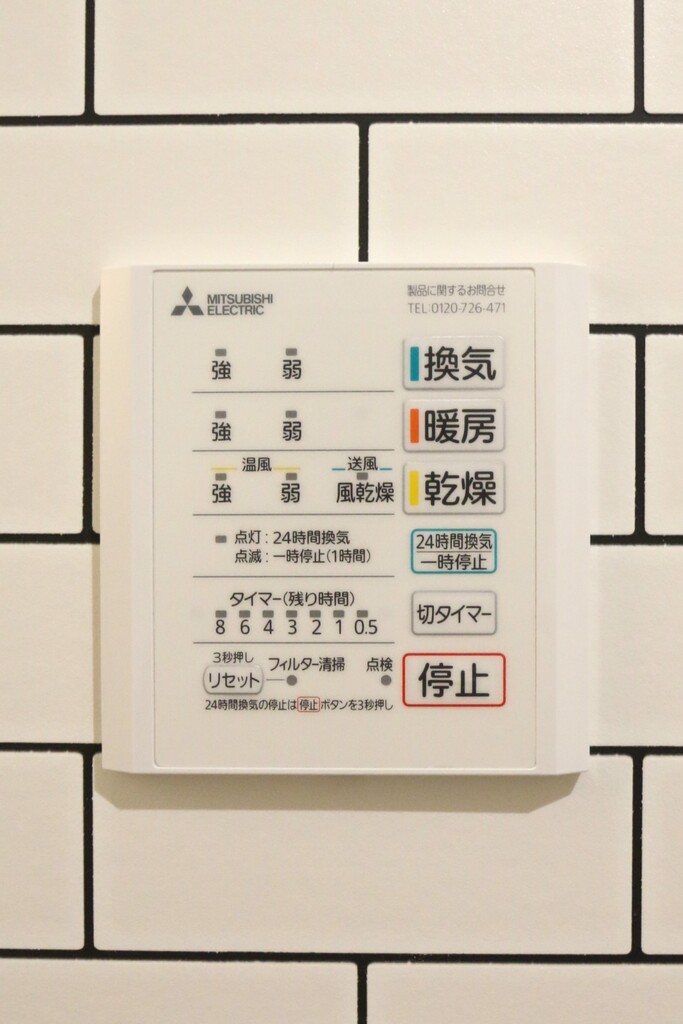 MITSUBISHI
ELECTRIC
製品に関するお問合せ
TEL:0120-726-471
強 弱 換気
強 弱 暖房
温風 送風
強 弱 風乾燥 乾燥
点灯：24時間換気
点滅：一時停止(1時間)
24時間換気
一時停止
タイマー(残り時間)
8 6 4 3 2 1 0.5
切タイマー
3秒押し
リセット フィルター清掃 点検
停止
24時間換気の停止は停止ボタンを3秒押し